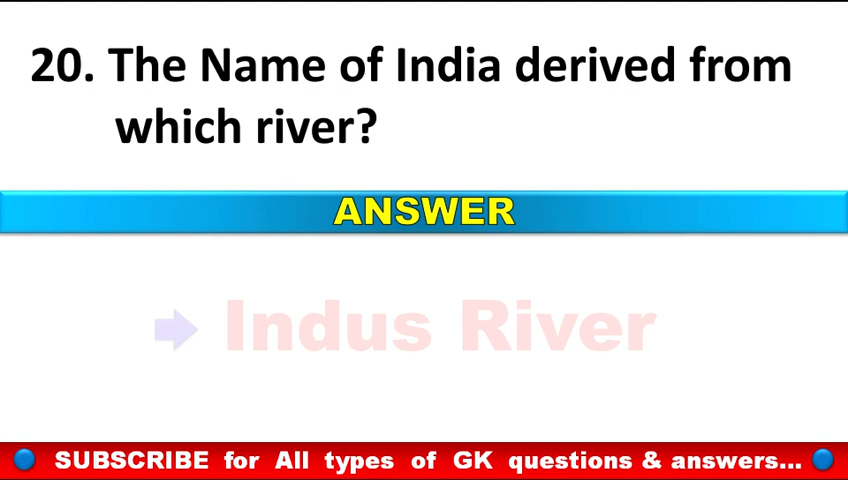 20. The Name of India derived from
which river?
ANSWER
Indus River
SUBSCRIBE for All types of GK questions & answers...